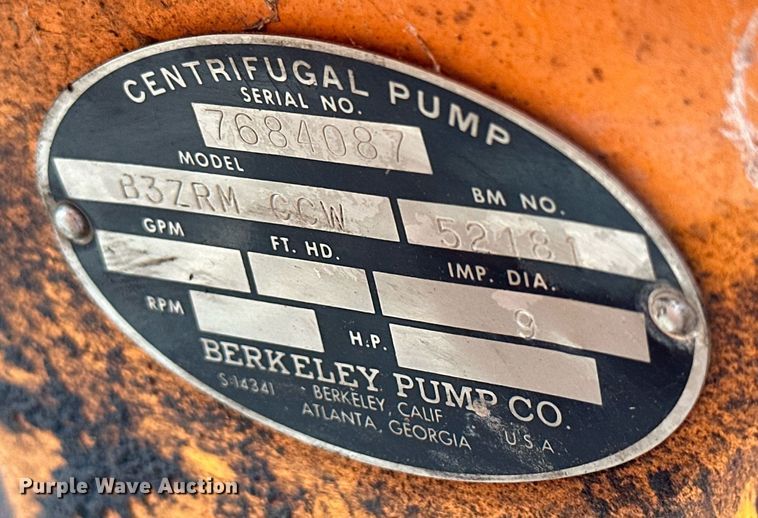 CENTRIFUGAL PUMP
SERIAL NO.
7684087
MODEL
B3ZRM CCW
BM NO.
52181
GPM
FT. HD.
IMP. DIA.
9
RPM
H.P.
BERKELEY PUMP CO.
S-14341 BERKELEY, CALIF
ATLANTA, GEORGIA U.S.A
Purple Wave Auction